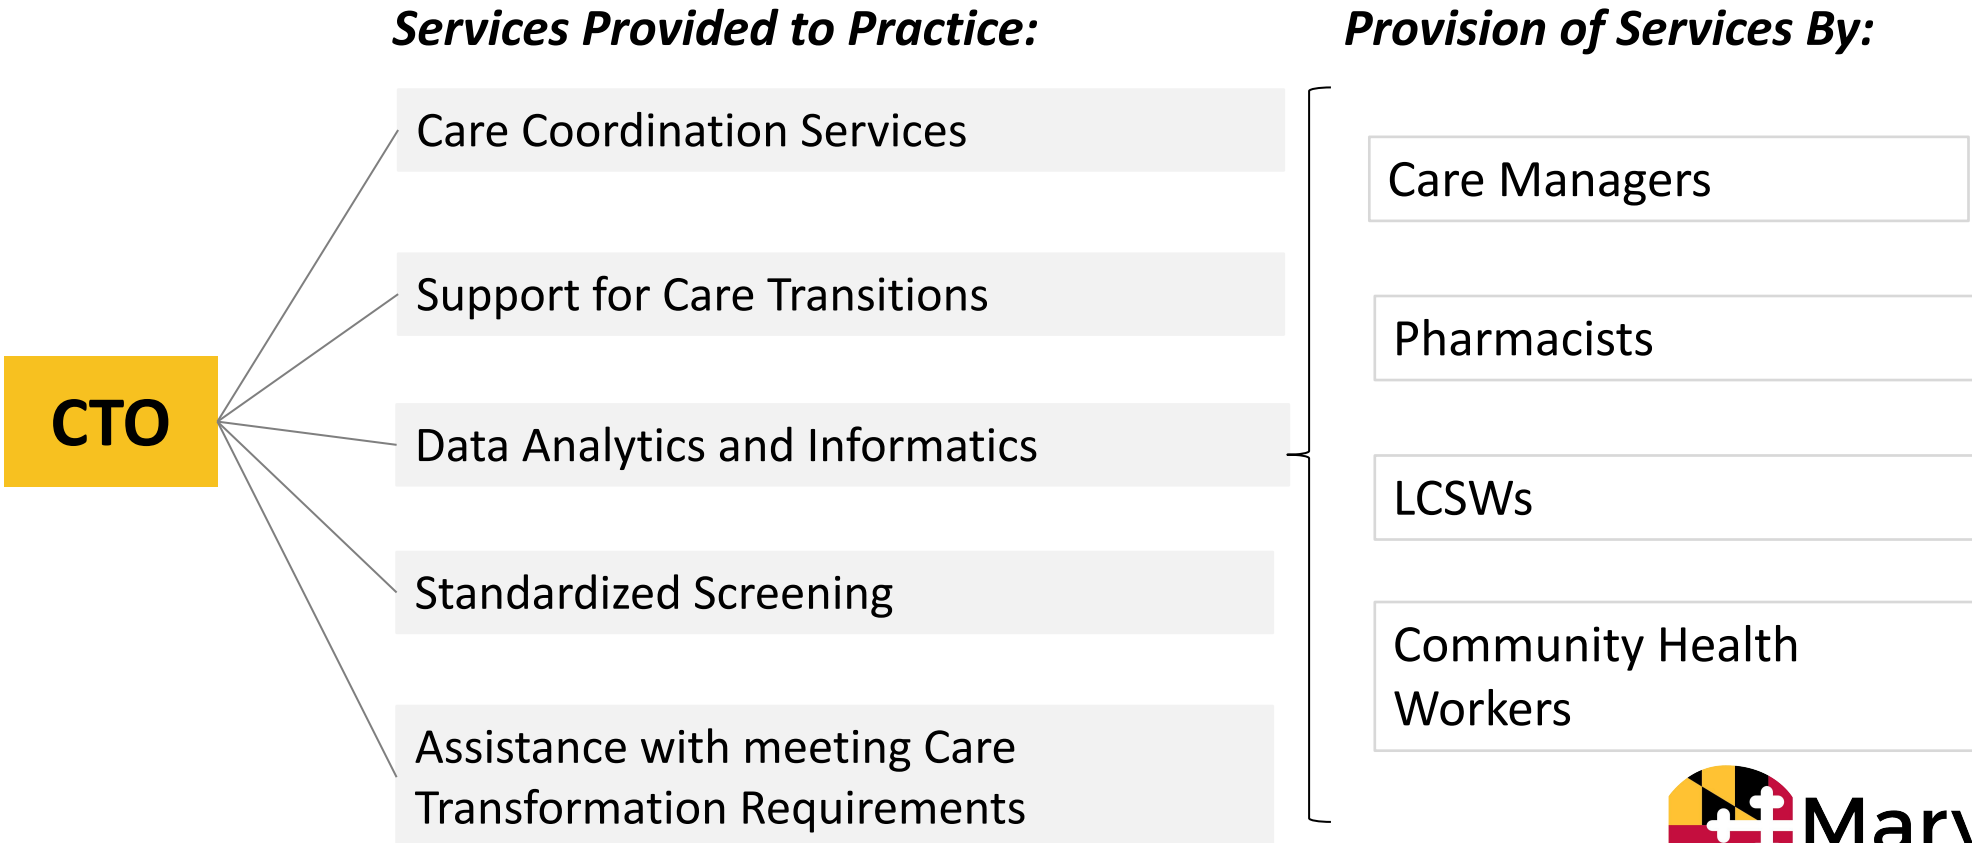 Services Provided to Practice:
Provision of Services By:
Care Coordination Services
Care Managers
Support for Care Transitions
Pharmacists
CTO
Data Analytics and Informatics
LCSWs
Standardized Screening
Community Health
Workers
Assistance with meeting Care
Transformation Requirements